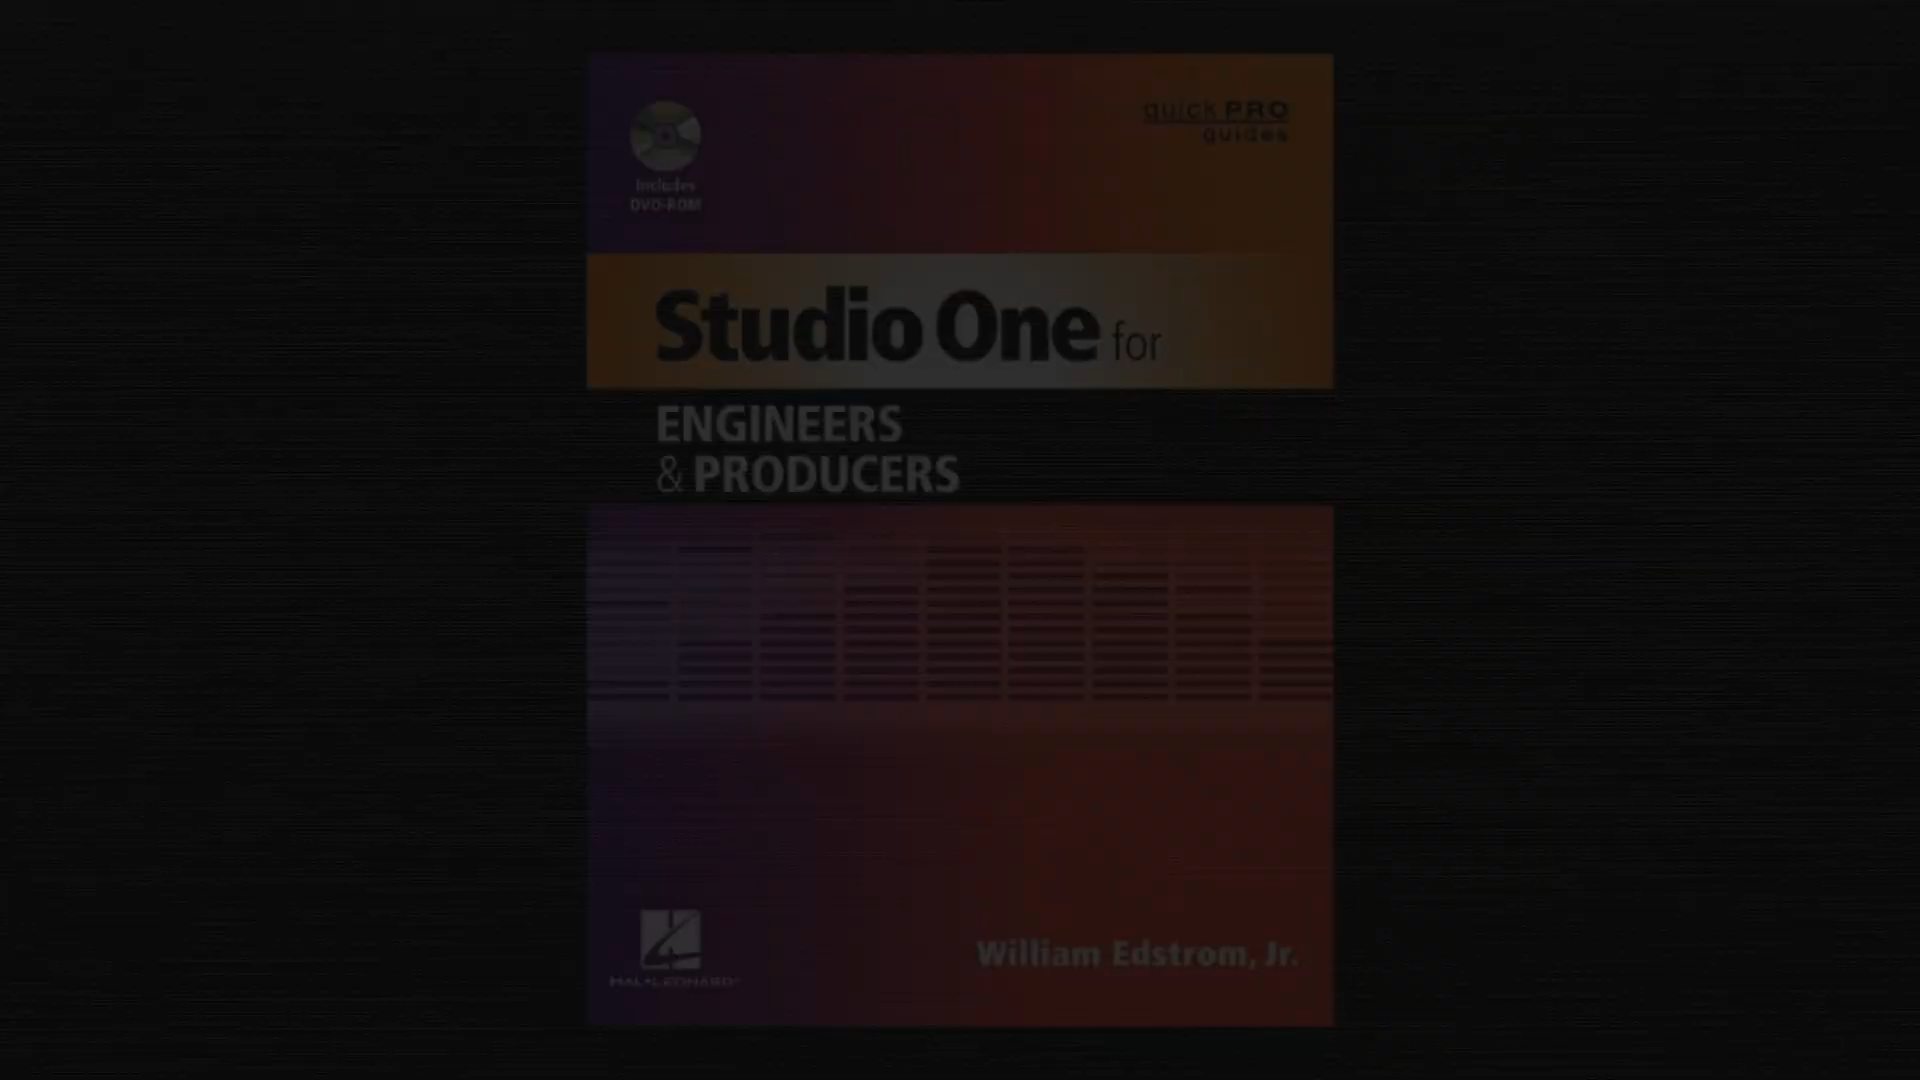 quick PRO
guides
Includes
DVD-ROM
Studio One for
ENGINEERS
& PRODUCERS
William Edstrom, Jr.
HAL•LEONARD®